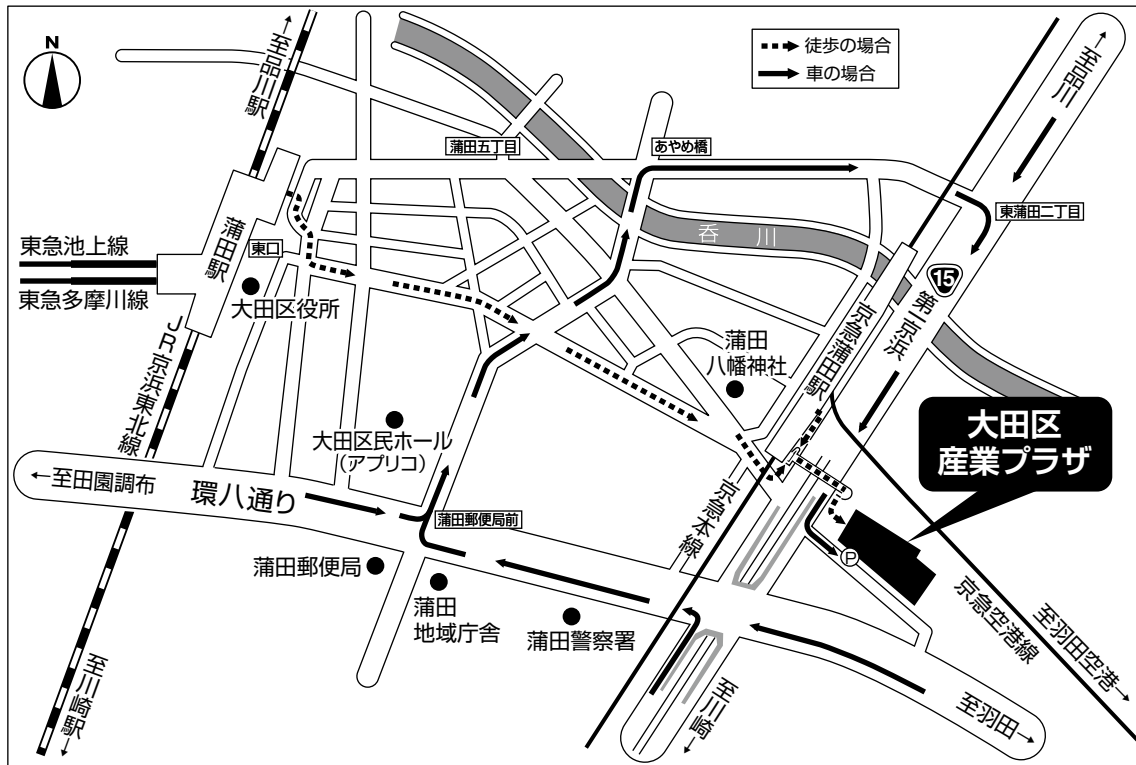 N
徒歩の場合
車の場合
←至品川駅
←至品川
蒲田五丁目
あやめ橋
東蒲田二丁目
呑川
15
第一京浜
東急池上線
東急多摩川線
蒲田駅
東口
大田区役所
JR京浜東北線
蒲田
八幡神社
京急蒲田駅
大田区
産業プラザ
大田区民ホール
(アプリコ)
←至田園調布
環八通り
蒲田郵便局前
京急本線
P
蒲田郵便局
蒲田
地域庁舎
蒲田警察署
京急空港線
至羽田空港→
至川崎駅→
至川崎→
至羽田→